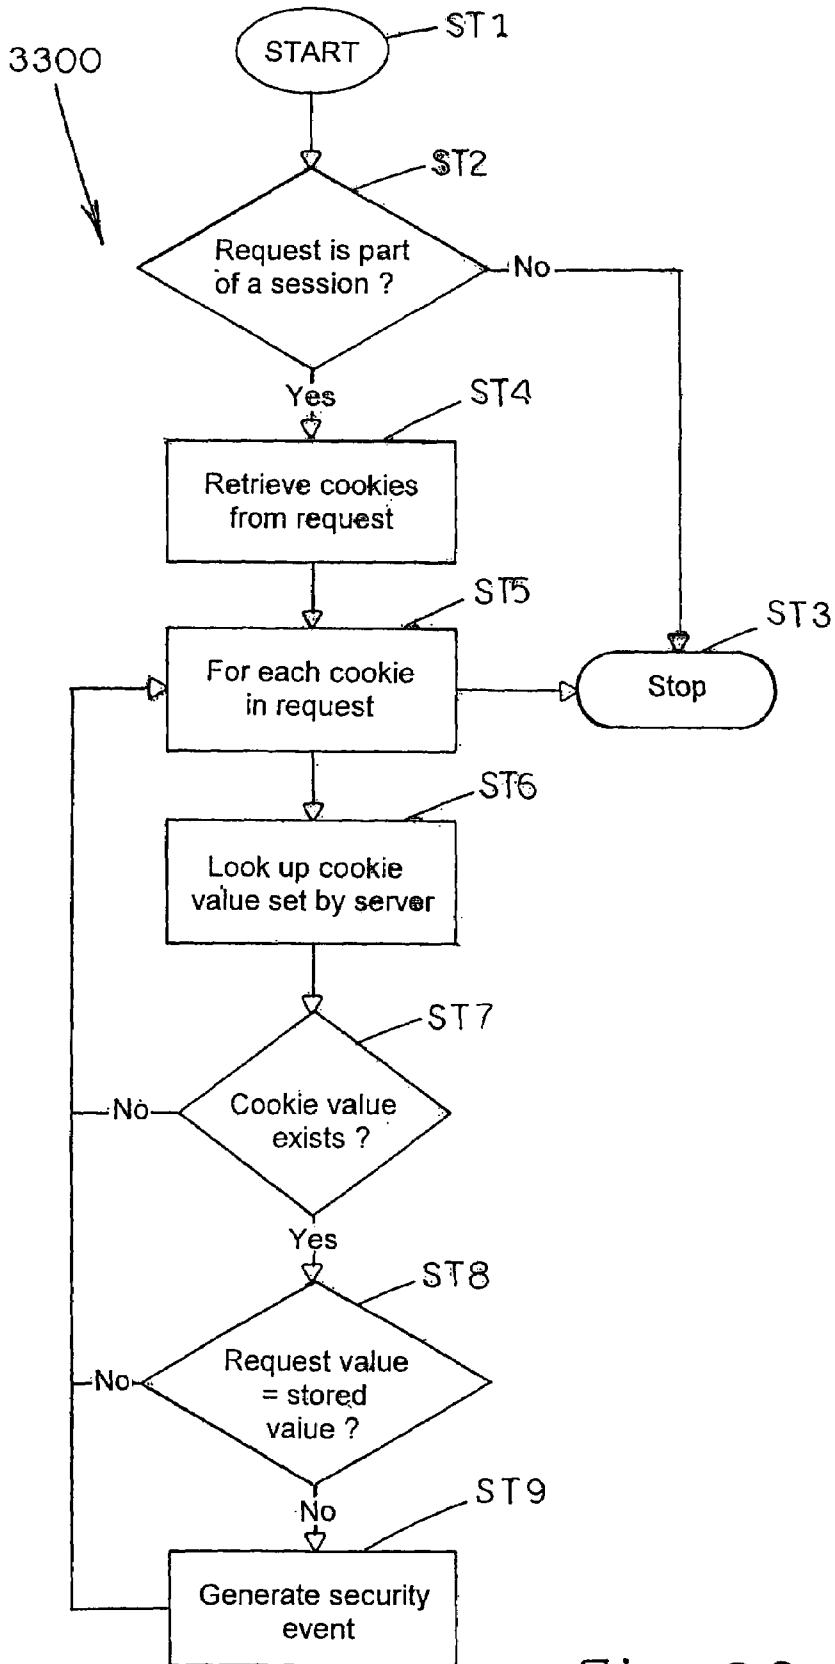 3300
START
ST1
ST2
Request is part
of a session ?
No
Yes
ST4
Retrieve cookies
from request
ST5
For each cookie
in request
ST3
Stop
ST6
Look up cookie
value set by server
ST7
Cookie value
exists ?
No
Yes
ST8
Request value
= stored
value ?
No
No
ST9
Generate security
event